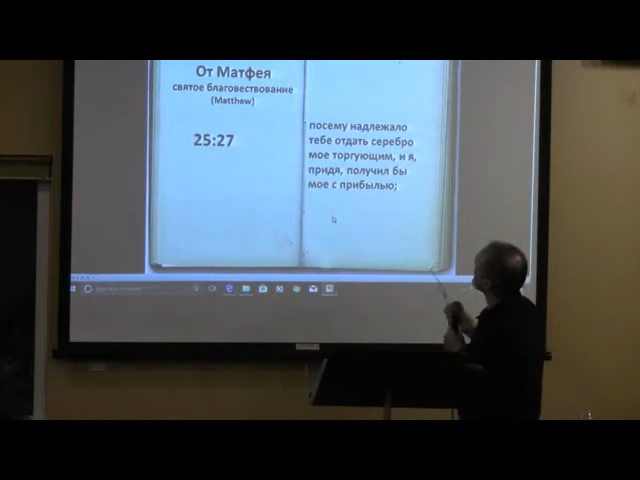 От Матфея
святое благовествование
(Matthew)
25:27
посему надлежало
тебе отдать серебро
мое торгующим, и я,
придя, получил бы
мое с прибылью;